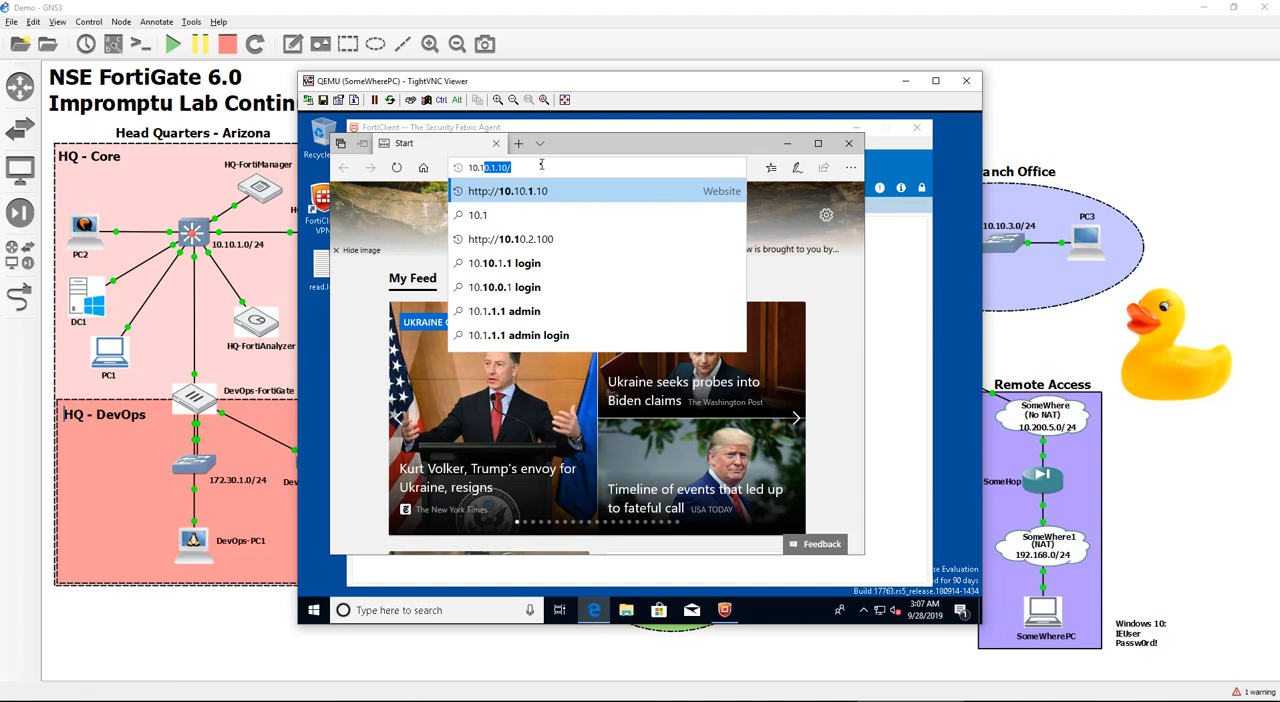 Demo - GNS3
File Edit View Control Node Annotate Tools Help
NSE FortiGate 6.0
Impromptu Lab Contin
Head Quarters - Arizona
HQ - Core
HQ-FortiManager
PC2
10.10.1.0/24
DC1
HQ-FortiAnalyzer
PC1
DevOps-FortiGate
HQ - DevOps
172.30.1.0/24
DevOps-PC1
QEMU (SomeWherePC) - TightVNC Viewer
Ctrl Alt
Recycle
FortiClient -- The Security Fabric Agent
FortiCli
VPN
read.
Start
10.10.1.10/
http://10.10.1.10 Website
10.1
http://10.10.2.100
10.10.1.1 login
10.10.0.1 login
10.1.1.1 admin
10.1.1.1 admin login
Hide image
w is brought to you by...
My Feed
UKRAINE
Kurt Volker, Trump's envoy for
Ukraine, resigns
The New York Times
Ukraine seeks probes into
Biden claims The Washington Post
Timeline of events that led up
to fateful call USA TODAY
Feedback
se Evaluation
d for 90 days
Build 17763.rs5_release.180914-1434
Type here to search
3:07 AM
9/28/2019
1
anch Office
10.10.3.0/24
PC3
Remote Access
SomeWhere
(No NAT)
10.200.5.0/24
SomeHop
SomeWhere1
(NAT)
192.168.0/24
SomeWherePC
Windows 10:
IEUser
Passw0rd!
1 warning